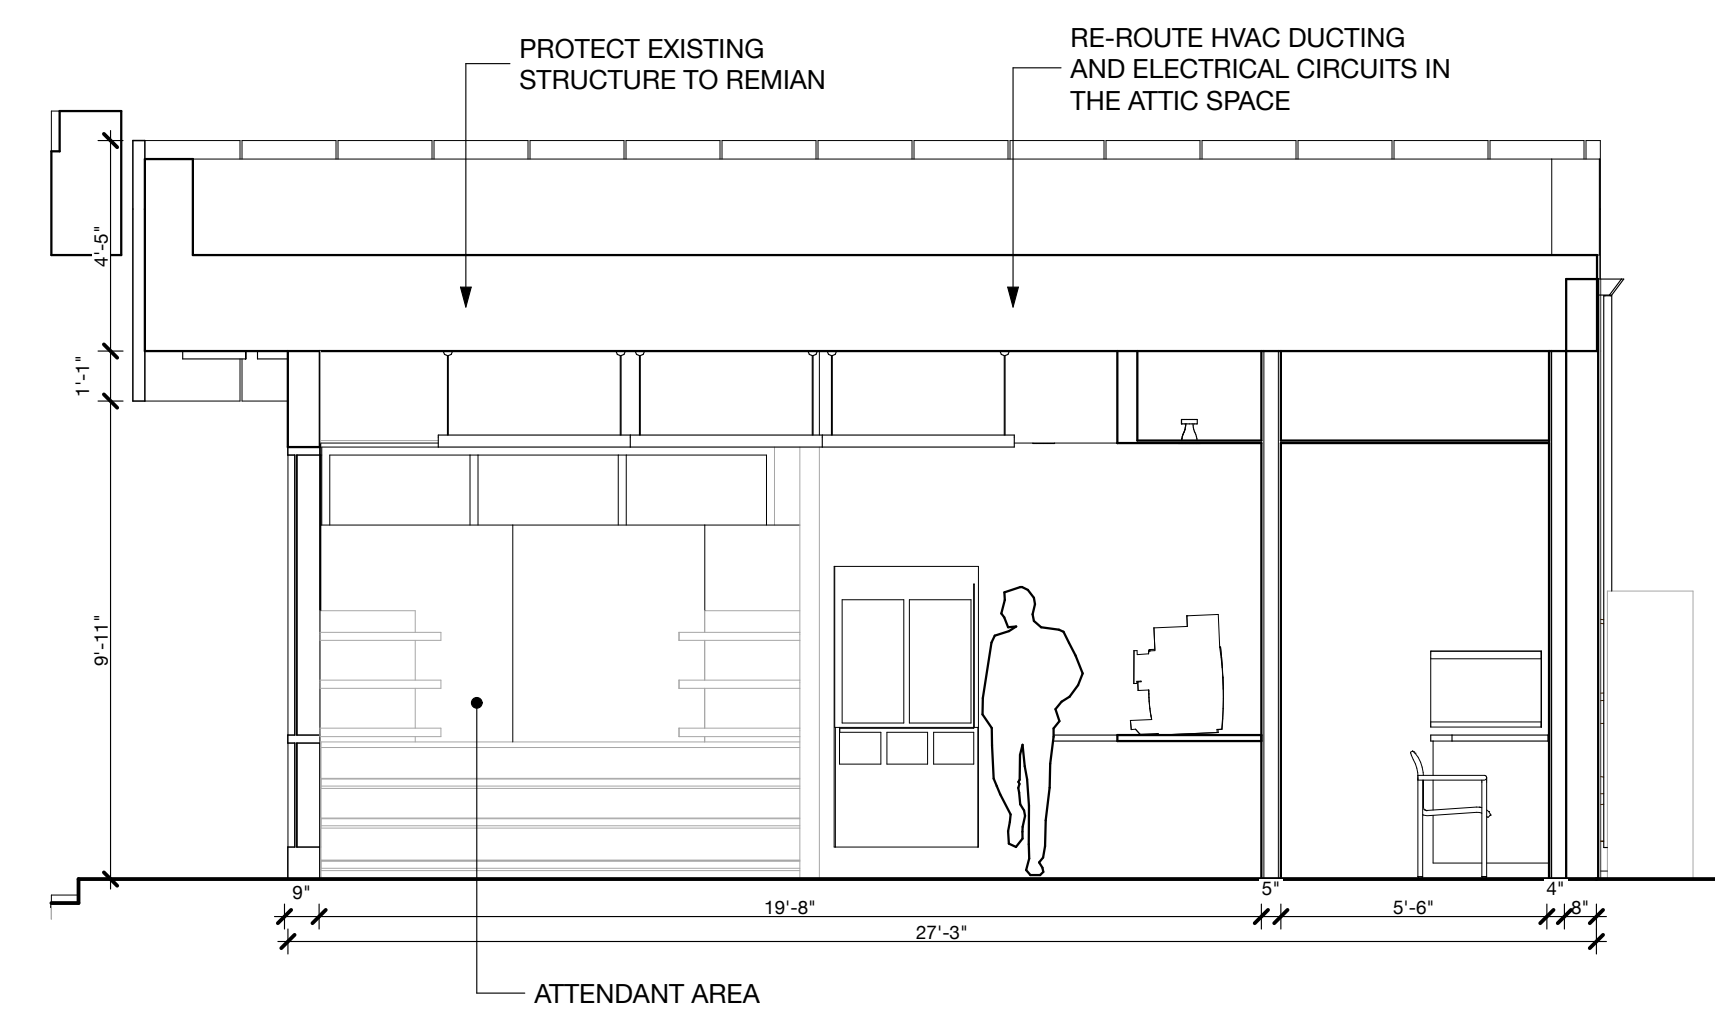 PROTECT EXISTING
STRUCTURE TO REMIAN
RE-ROUTE HVAC DUCTING
AND ELECTRICAL CIRCUITS IN
THE ATTIC SPACE
4'-5"
1'-1"
9'-11"
9"
19'-8"
5"
5'-6"
4"
8"
27'-3"
ATTENDANT AREA